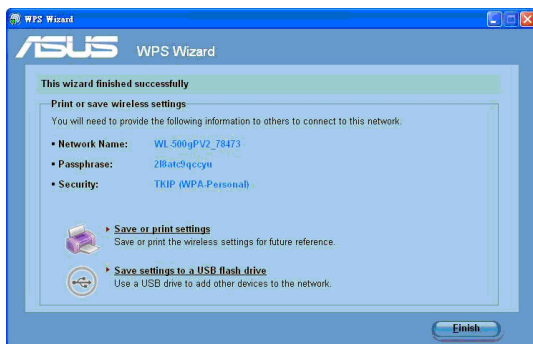 WPS Wizard
ASUS WPS Wizard
This wizard finished successfully
Print or save wireless settings
You will need to provide the following information to others to connect to this network.
• Network Name: WL-500gPV2_78473
• Passphrase: 2l8atc9qccyu
• Security: TKIP (WPA-Personal)
Save or print settings
Save or print the wireless settings for future reference.
Save settings to a USB flash drive
Use a USB drive to add other devices to the network.
Finish